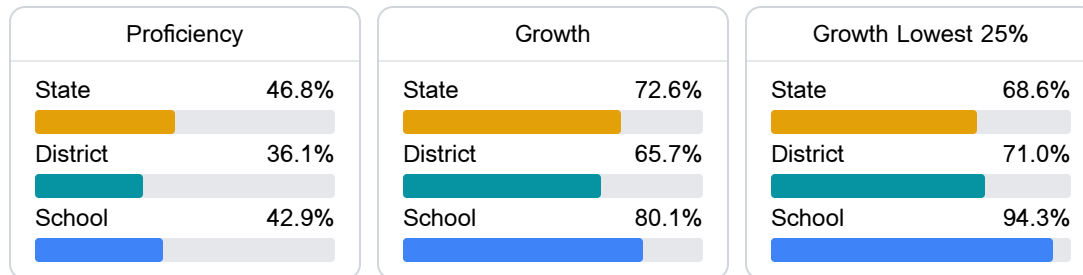 Proficiency
State 46.8%
District 36.1%
School 42.9%
Growth
State 72.6%
District 65.7%
School 80.1%
Growth Lowest 25%
State 68.6%
District 71.0%
School 94.3%